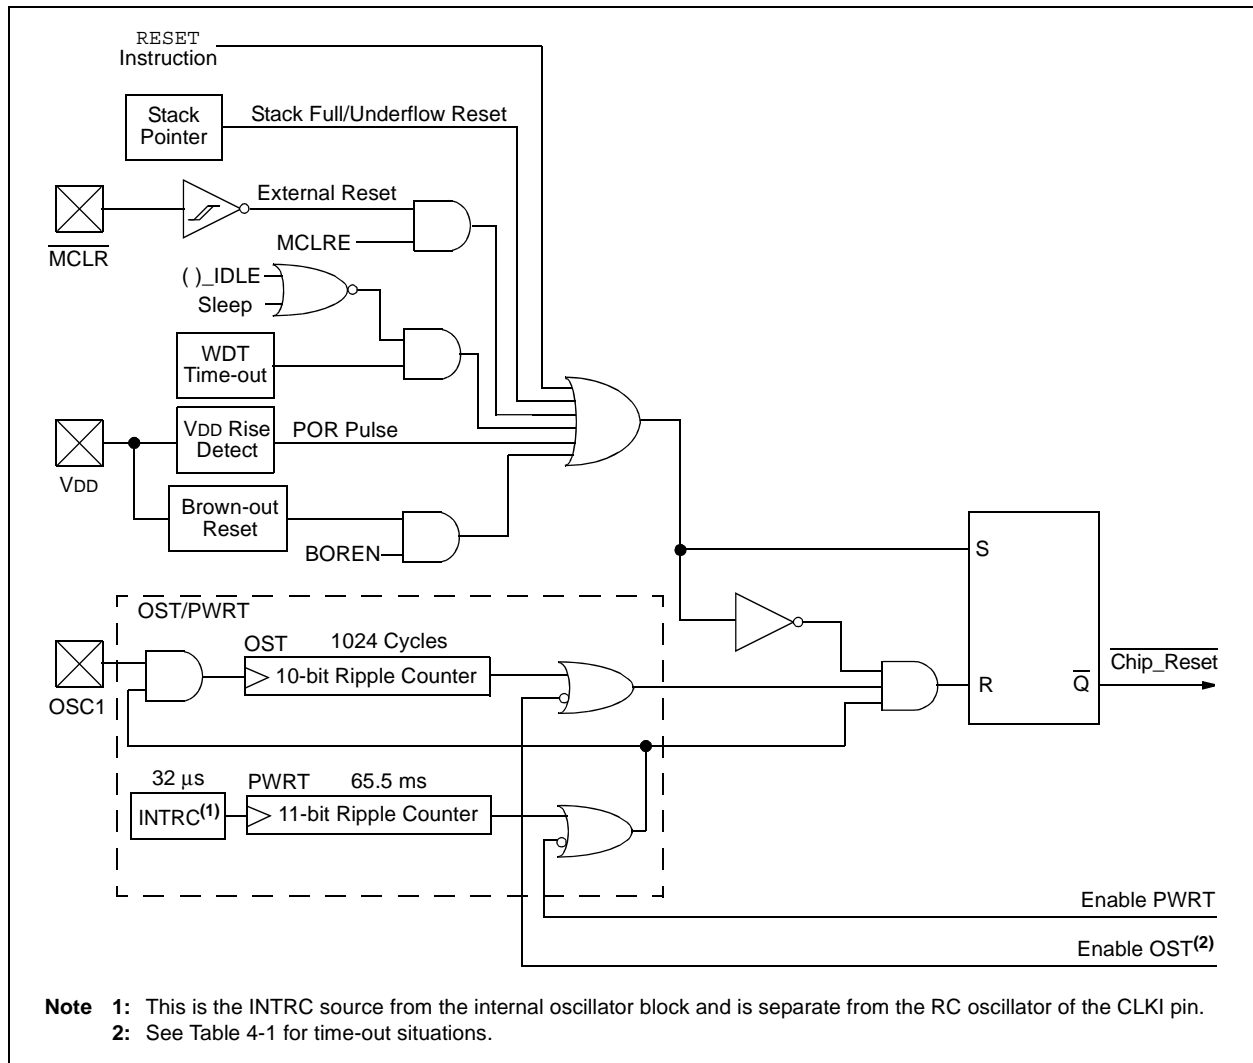 RESET
Instruction
Stack
Pointer
Stack Full/Underflow Reset
External Reset
MCLR
MCLRE
( )_IDLE
Sleep
WDT
Time-out
VDD Rise
Detect
POR Pulse
VDD
Brown-out
Reset
BOREN
S
OST/PWRT
OST
1024 Cycles
10-bit Ripple Counter
OSC1
R
Q
Chip_Reset
32 μs
INTRC(1)
PWRT
65.5 ms
11-bit Ripple Counter
Enable PWRT
Enable OST(2)
Note 1: This is the INTRC source from the internal oscillator block and is separate from the RC oscillator of the CLKI pin.
2: See Table 4-1 for time-out situations.